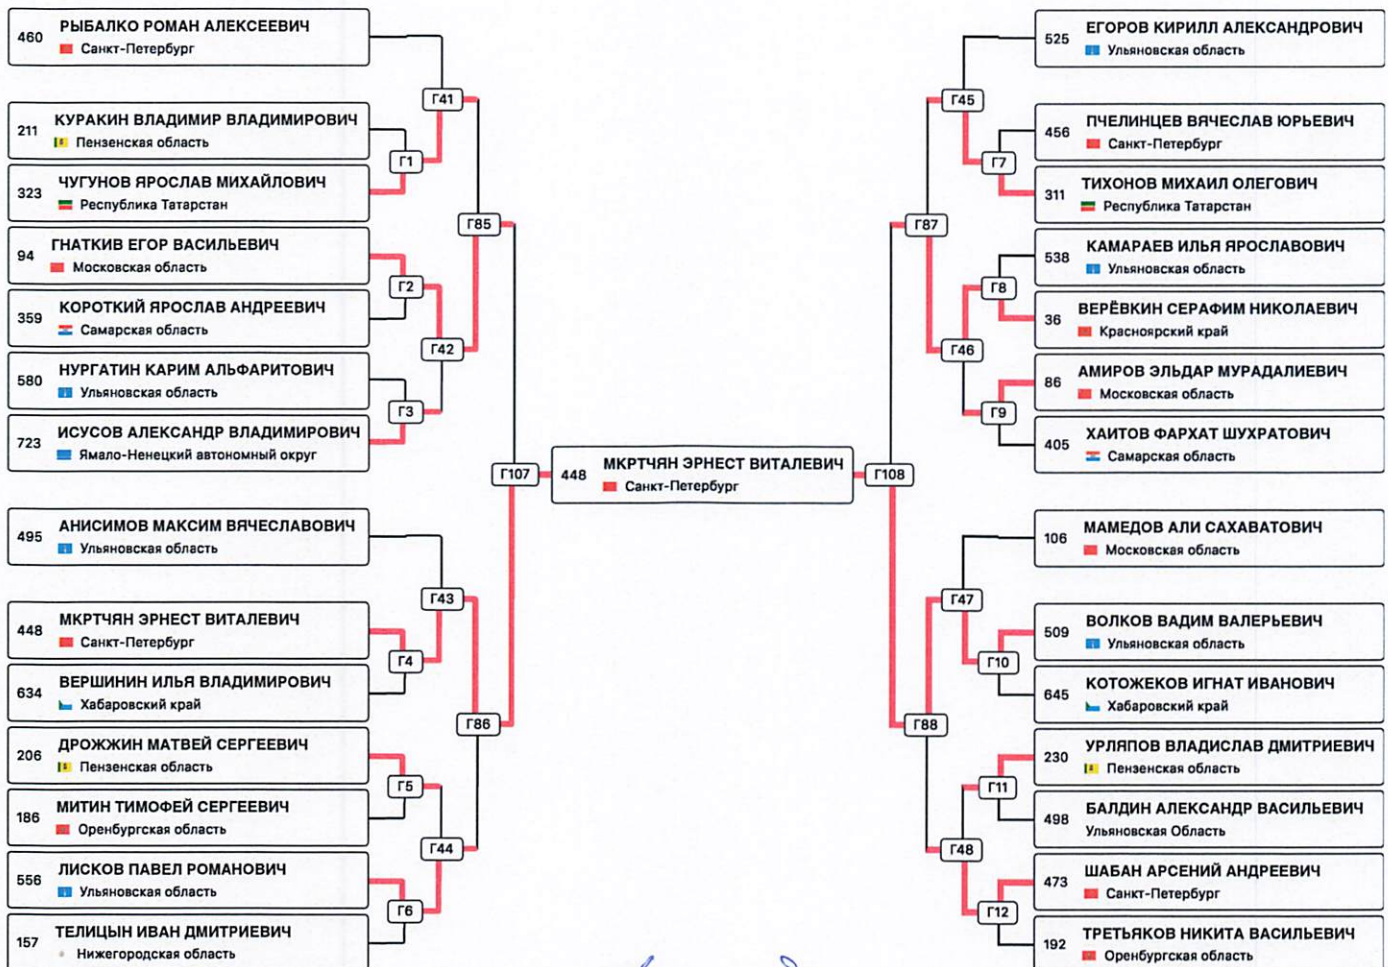 460 РЫБАЛКО РОМАН АЛЕКСЕЕВИЧ
Санкт-Петербург
Г41
211 КУРАКИН ВЛАДИМИР ВЛАДИМИРОВИЧ
Пензенская область
Г1
323 ЧУГУНОВ ЯРОСЛАВ МИХАЙЛОВИЧ
Республика Татарстан
Г85
94 ГНАТКИВ ЕГОР ВАСИЛЬЕВИЧ
Московская область
Г2
359 КОРОТКИЙ ЯРОСЛАВ АНДРЕЕВИЧ
Самарская область
Г42
580 НУРГАТИН КАРИМ АЛЬФАРИТОВИЧ
Ульяновская область
Г3
723 ИСУСОВ АЛЕКСАНДР ВЛАДИМИРОВИЧ
Ямало-Ненецкий автономный округ
Г107
495 АНИСИМОВ МАКСИМ ВЯЧЕСЛАВОВИЧ
Ульяновская область
Г43
448 МКРТЧЯН ЭРНЕСТ ВИТАЛЕВИЧ
Санкт-Петербург
Г4
634 ВЕРШИНИН ИЛЬЯ ВЛАДИМИРОВИЧ
Хабаровский край
Г86
206 ДРОЖЖИН МАТВЕЙ СЕРГЕЕВИЧ
Пензенская область
Г5
186 МИТИН ТИМОФЕЙ СЕРГЕЕВИЧ
Оренбургская область
Г44
556 ЛИСКОВ ПАВЕЛ РОМАНОВИЧ
Ульяновская область
Г6
157 ТЕЛИЦЫН ИВАН ДМИТРИЕВИЧ
Нижегородская область
448 МКРТЧЯН ЭРНЕСТ ВИТАЛЕВИЧ
Санкт-Петербург
525 ЕГОРОВ КИРИЛЛ АЛЕКСАНДРОВИЧ
Ульяновская область
Г45
456 ПЧЕЛИНЦЕВ ВЯЧЕСЛАВ ЮРЬЕВИЧ
Санкт-Петербург
Г7
311 ТИХОНОВ МИХАИЛ ОЛЕГОВИЧ
Республика Татарстан
Г87
538 КАМАРАЕВ ИЛЬЯ ЯРОСЛАВОВИЧ
Ульяновская область
Г8
36 ВЕРЁВКИН СЕРАФИМ НИКОЛАЕВИЧ
Красноярский край
Г46
86 АМИРОВ ЭЛЬДАР МУРАДАЛИЕВИЧ
Московская область
Г9
405 ХАИТОВ ФАРХАТ ШУХРАТОВИЧ
Самарская область
Г108
106 МАМЕДОВ АЛИ САХАВАТОВИЧ
Московская область
Г47
509 ВОЛКОВ ВАДИМ ВАЛЕРЬЕВИЧ
Ульяновская область
Г10
645 КОТОЖЕКОВ ИГНАТ ИВАНОВИЧ
Хабаровский край
Г88
230 УРЛЯПОВ ВЛАДИСЛАВ ДМИТРИЕВИЧ
Пензенская область
Г11
498 БАЛДИН АЛЕКСАНДР ВАСИЛЬЕВИЧ
Ульяновская Область
Г48
473 ШАБАН АРСЕНИЙ АНДРЕЕВИЧ
Санкт-Петербург
Г12
192 ТРЕТЬЯКОВ НИКИТА ВАСИЛЬЕВИЧ
Оренбургская область